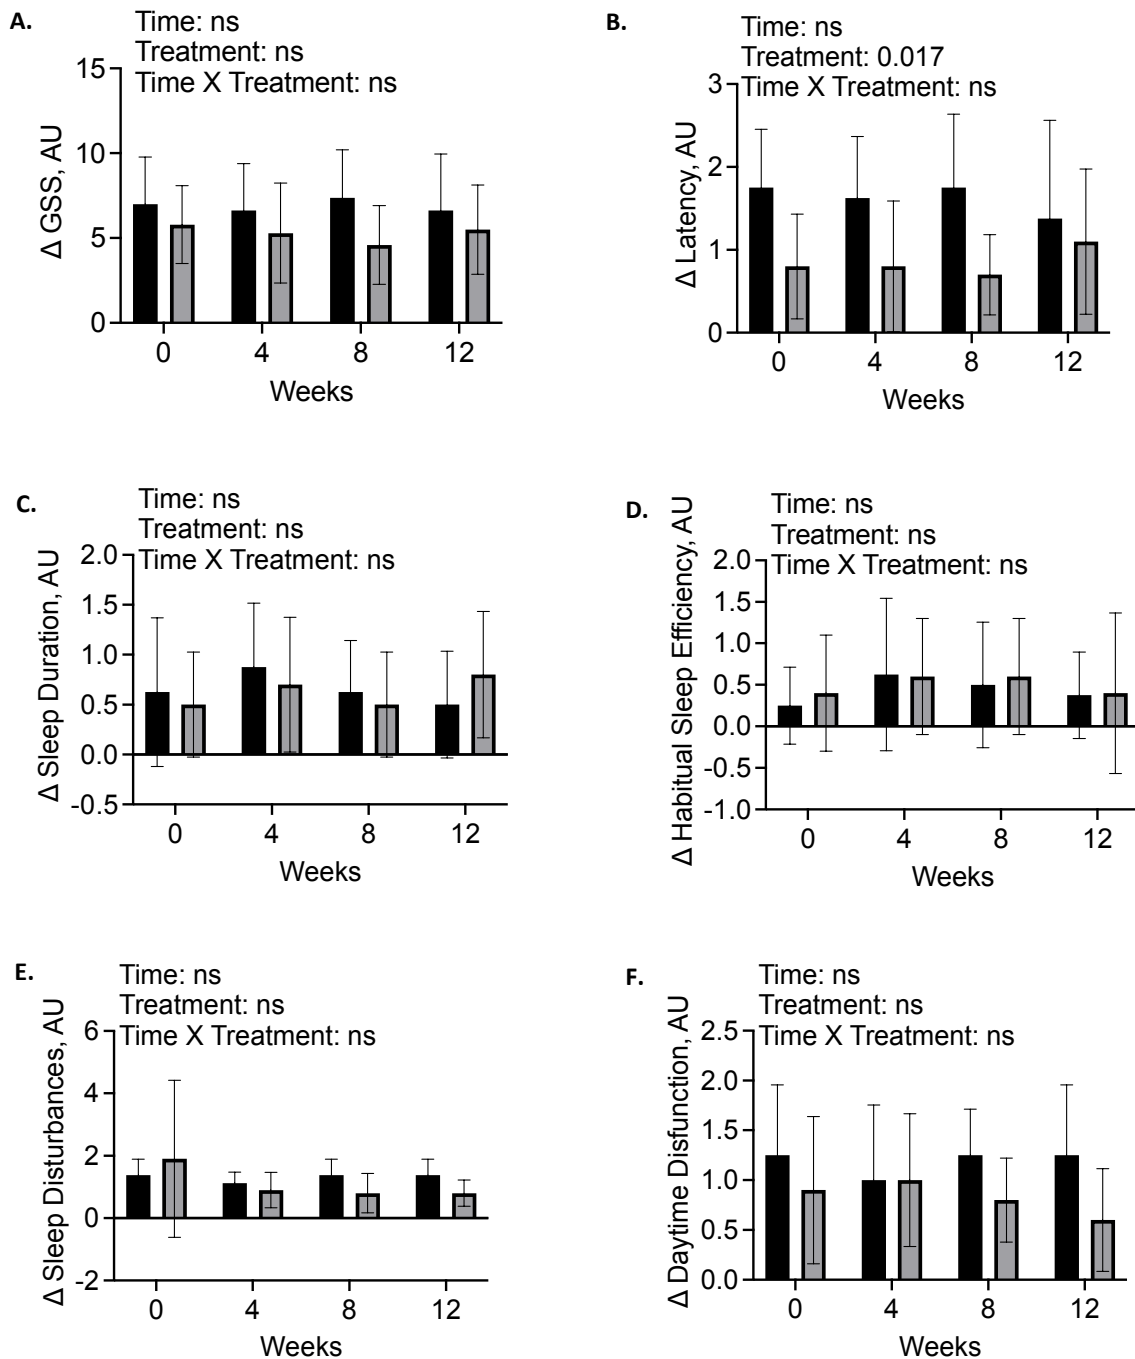 A.
Time: ns
Treatment: ns
Time X Treatment: ns
Δ GSS, AU
15
10
5
0
0 4 8 12
Weeks
B.
Time: ns
Treatment: 0.017
Time X Treatment: ns
Δ Latency, AU
3
2
1
0
0 4 8 12
Weeks
C.
Time: ns
Treatment: ns
Time X Treatment: ns
Δ Sleep Duration, AU
2.0
1.5
1.0
0.5
0.0
-0.5
0 4 8 12
Weeks
D.
Time: ns
Treatment: ns
Time X Treatment: ns
Δ Habitual Sleep Efficiency, AU
2.0
1.5
1.0
0.5
0.0
-0.5
-1.0
0 4 8 12
Weeks
E.
Time: ns
Treatment: ns
Time X Treatment: ns
Δ Sleep Disturbances, AU
6
4
2
0
-2
0 4 8 12
Weeks
F.
Time: ns
Treatment: ns
Time X Treatment: ns
Δ Daytime Disfunction, AU
2.5
2.0
1.5
1.0
0.5
0.0
0 4 8 12
Weeks